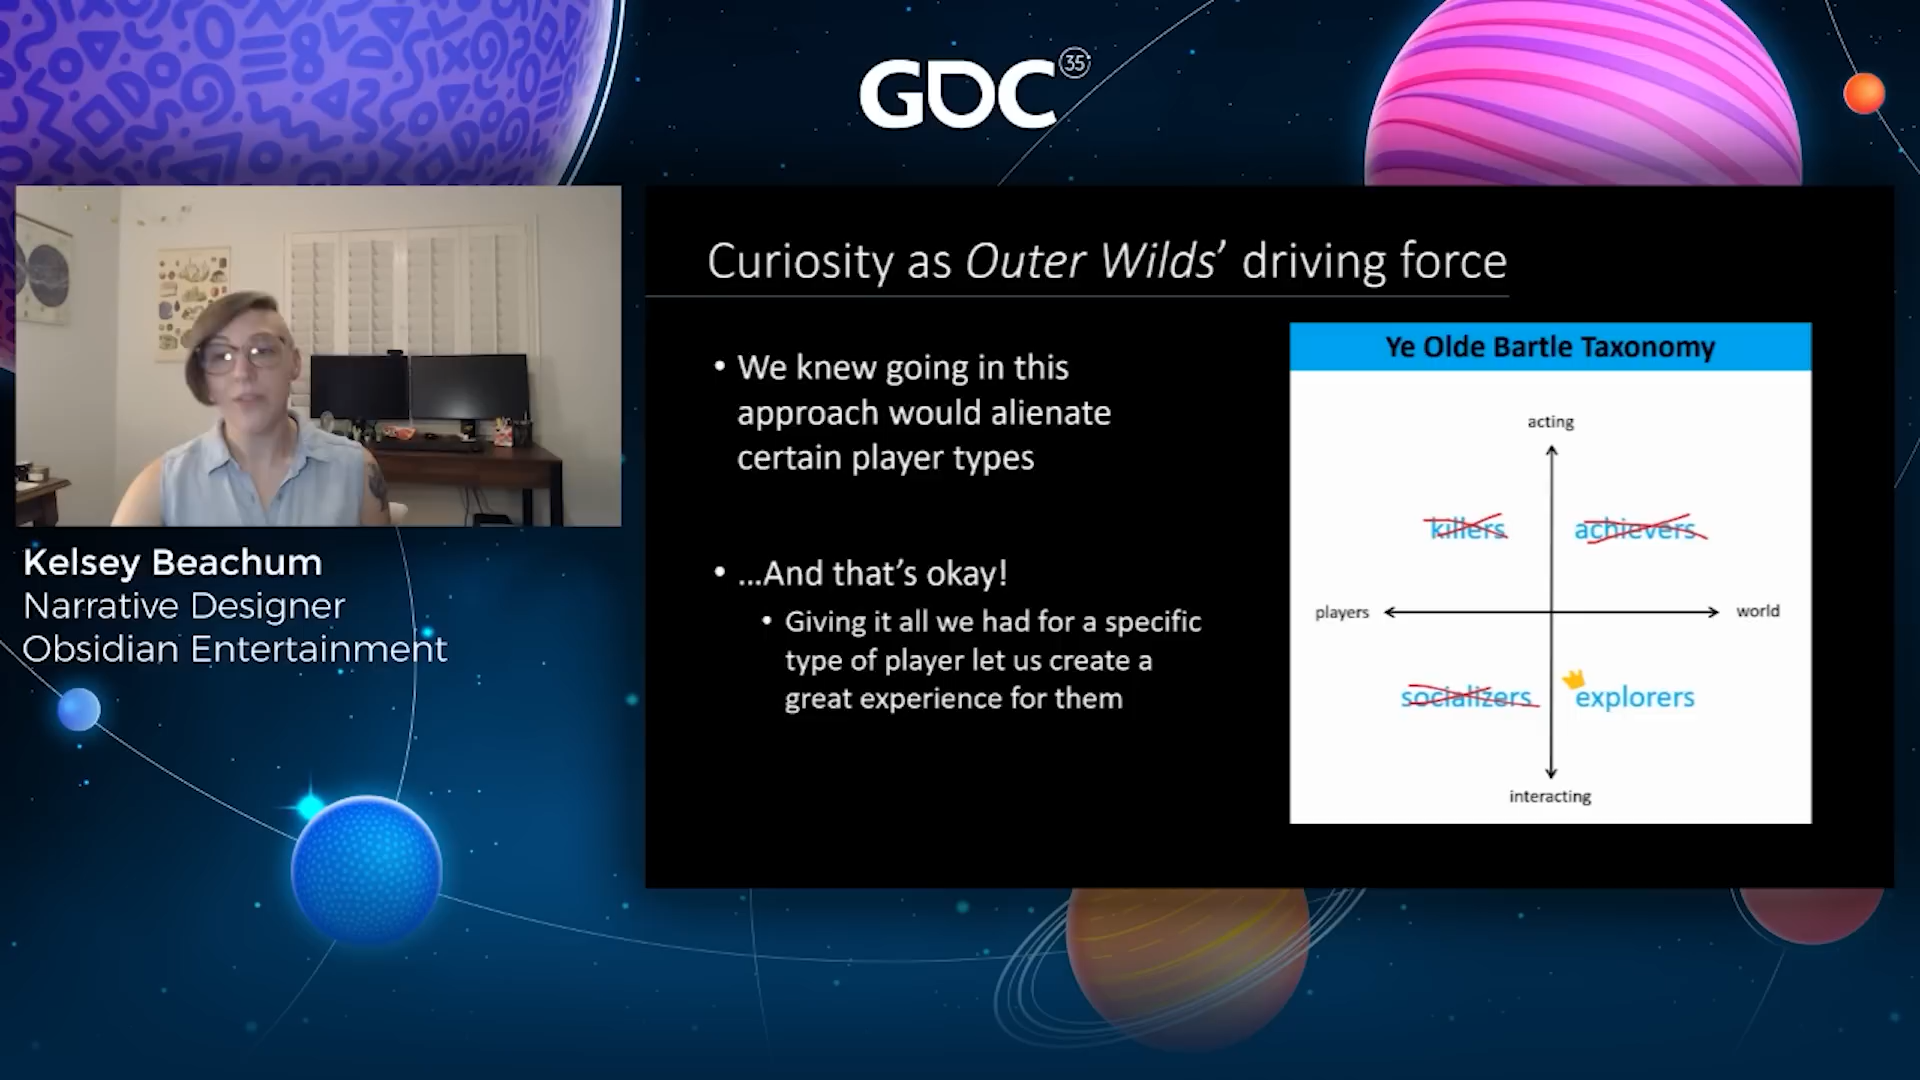 GDC 35
Kelsey Beachum
Narrative Designer
Obsidian Entertainment
Curiosity as Outer Wilds’ driving force
• We knew going in this
approach would alienate
certain player types
• ...And that’s okay!
• Giving it all we had for a specific
type of player let us create a
great experience for them
Ye Olde Bartle Taxonomy
acting
killers achievers
players world
socializers explorers
interacting